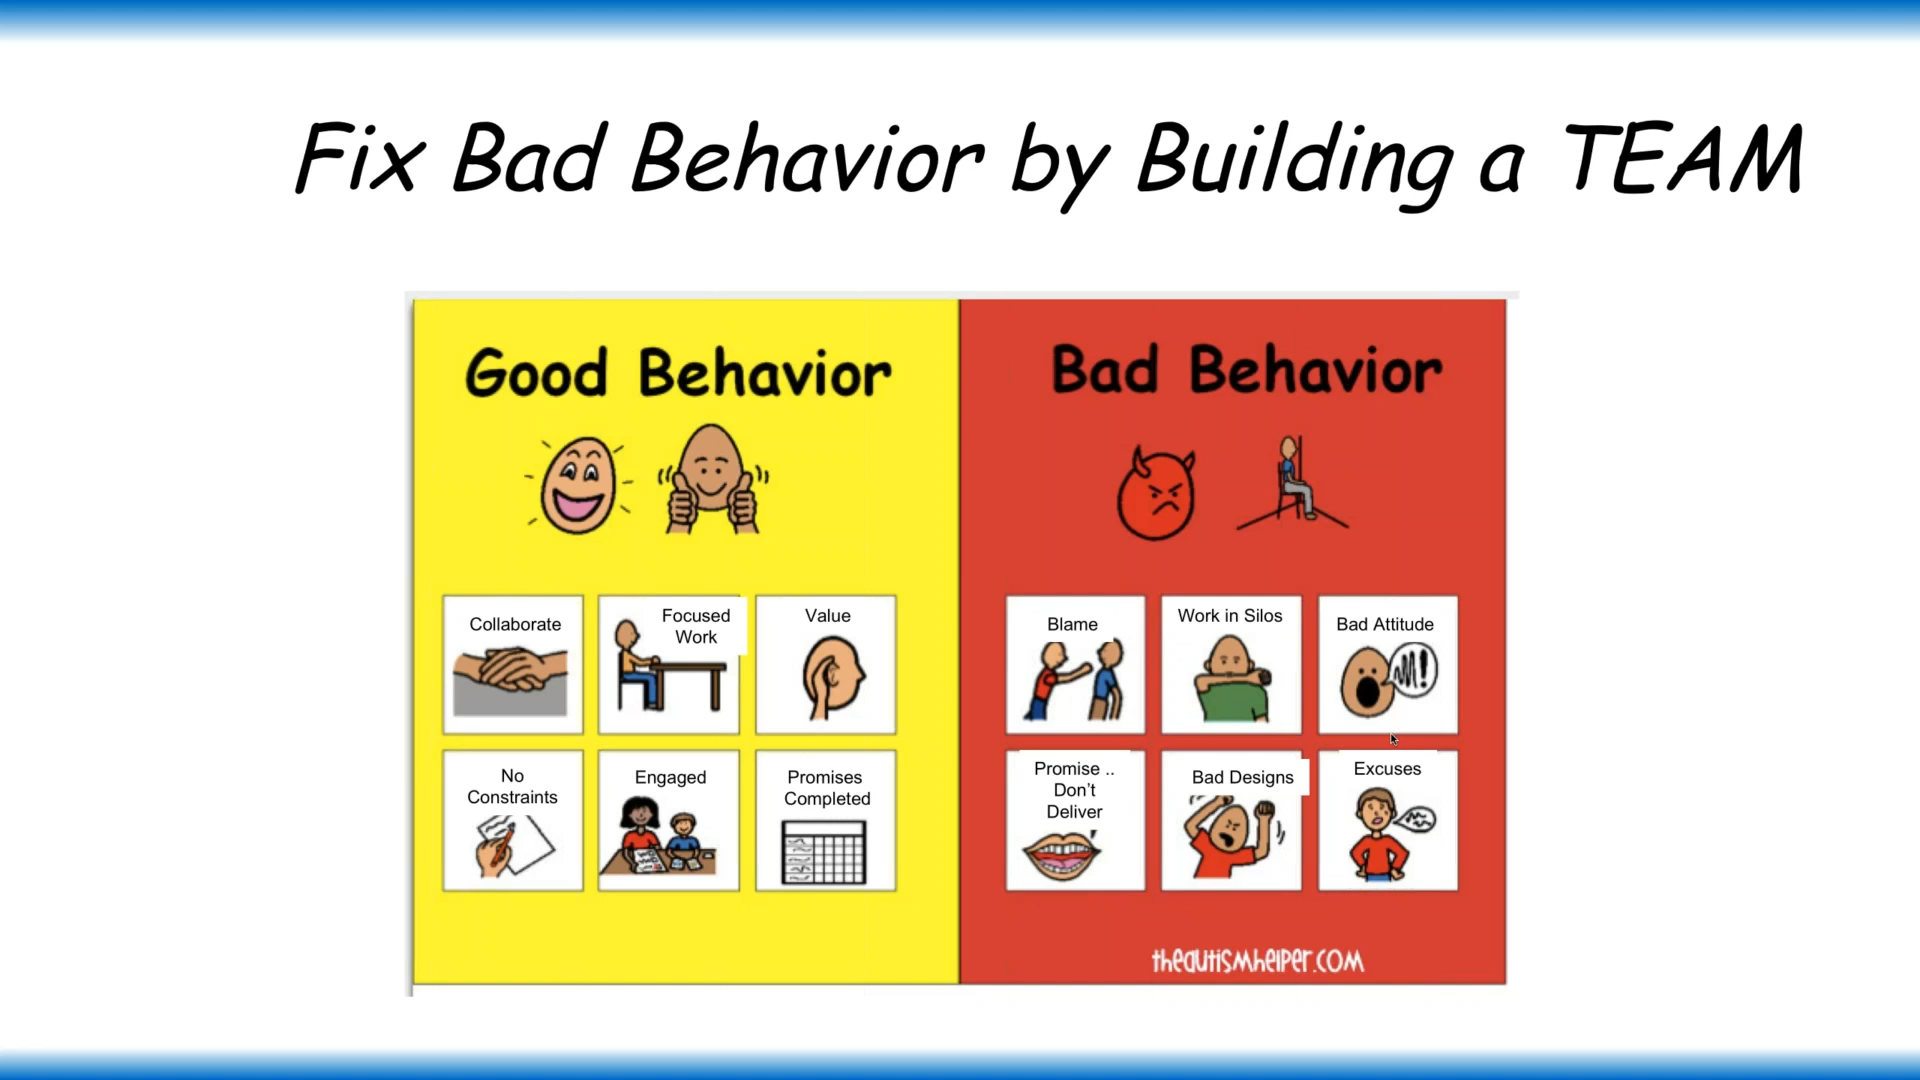 Fix Bad Behavior by Building a TEAM
Good Behavior
Collaborate
Focused
Work
Value
No
Constraints
Engaged
Promises
Completed
Bad Behavior
Blame
Work in Silos
Bad Attitude
Promise ..
Don't
Deliver
Bad Designs
Excuses
theautismhelper.com